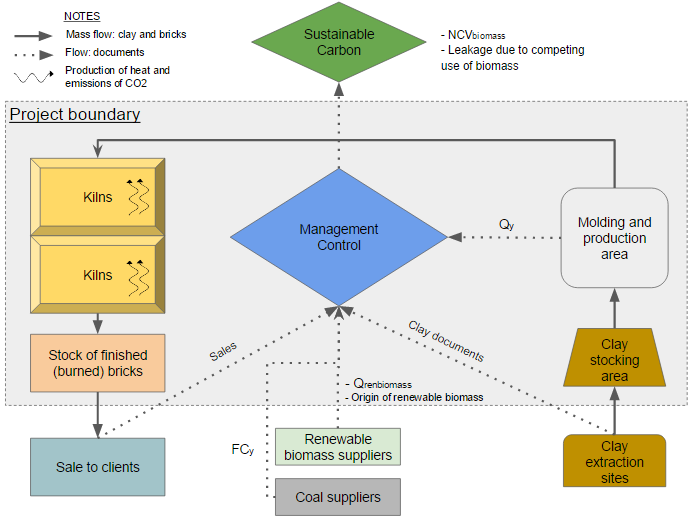 NOTES
Mass flow: clay and bricks
Flow: documents
Production of heat and
emissions of CO2
Sustainable
Carbon
- NCVbiomass
- Leakage due to competing
use of biomass
Project boundary
Kilns
Kilns
Management
Control
Qy
Molding and
production
area
Stock of finished
(burned) bricks
Sales
Clay documents
Clay
stocking
area
- Qrenbiomass
- Origin of renewable biomass
Sale to clients
FCy
Renewable
biomass suppliers
Coal suppliers
Clay
extraction
sites